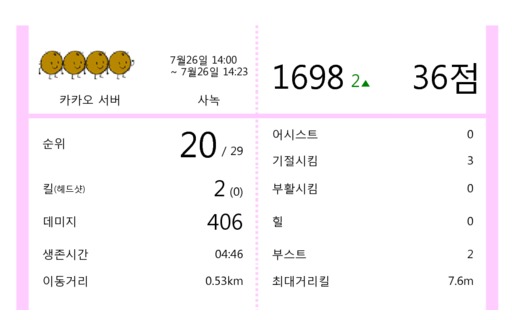 7월26일 14:00
~ 7월26일 14:23
카카오 서버
사녹
1698 2▲
36점
순위 20 / 29
킬(헤드샷) 2 (0)
데미지 406
생존시간 04:46
이동거리 0.53km
어시스트 0
기절시킴 3
부활시킴 0
힐 0
부스트 2
최대거리킬 7.6m